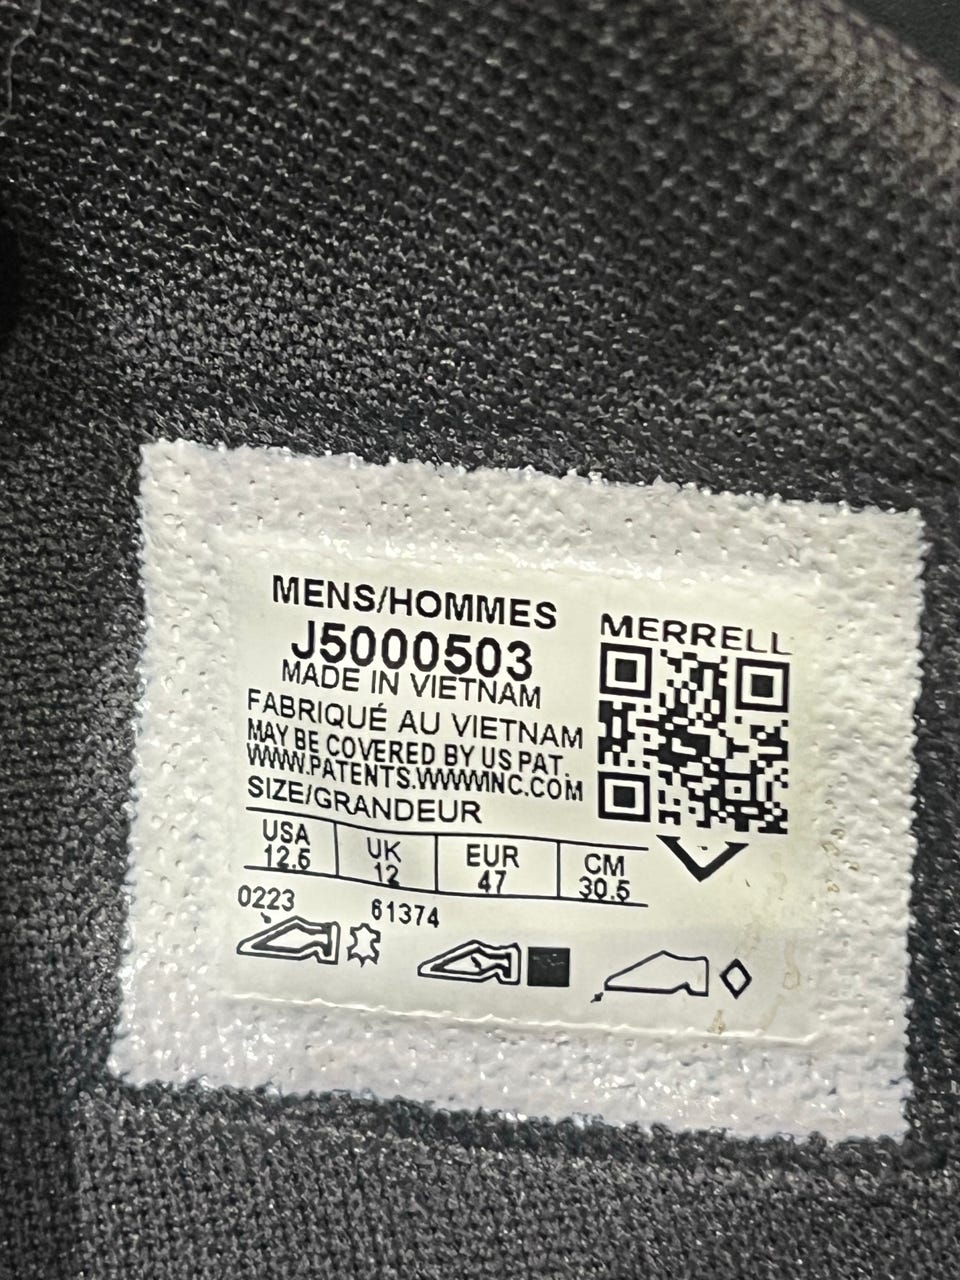 MENS/HOMMES
J5000503
MADE IN VIETNAM
FABRIQUÉ AU VIETNAM
MAY BE COVERED BY US PAT.
WWW.PATENTS.WWWINC.COM
SIZE/GRANDEUR
USA UK EUR CM
12.5 12 47 30.5
0223 61374
MERRELL